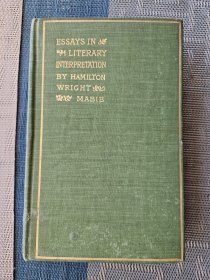 ESSAYS IN
LITERARY
INTERPRETATION
BY HAMILTON
WRIGHT
MABIE